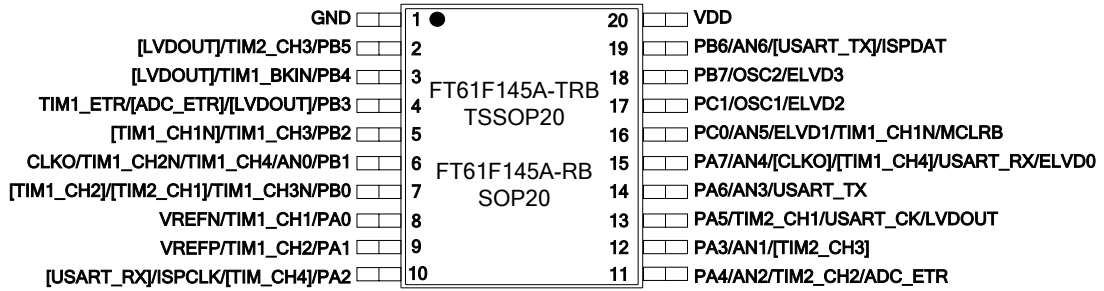 GND 1 20 VDD
[LVDOUT]/TIM2_CH3/PB5 2 19 PB6/AN6/[USART_TX]/ISPDAT
[LVDOUT]/TIM1_BKIN/PB4 3 18 PB7/OSC2/ELVD3
FT61F145A-TRB
TIM1_ETR/[ADC_ETR]/[LVDOUT]/PB3 4 17 PC1/OSC1/ELVD2
TSSOP20
[TIM1_CH1N]/TIM1_CH3/PB2 5 16 PC0/AN5/ELVD1/TIM1_CH1N/MCLRB
CLKO/TIM1_CH2N/TIM1_CH4/AN0/PB1 6 15 PA7/AN4/[CLKO]/[TIM1_CH4]/USART_RX/ELVD0
FT61F145A-RB
[TIM1_CH2]/[TIM2_CH1]/TIM1_CH3N/PB0 7 14 PA6/AN3/USART_TX
SOP20
VREFN/TIM1_CH1/PA0 8 13 PA5/TIM2_CH1/USART_CK/LVDOUT
VREFP/TIM1_CH2/PA1 9 12 PA3/AN1/[TIM2_CH3]
[USART_RX]/ISPCLK/[TIM_CH4]/PA2 10 11 PA4/AN2/TIM2_CH2/ADC_ETR